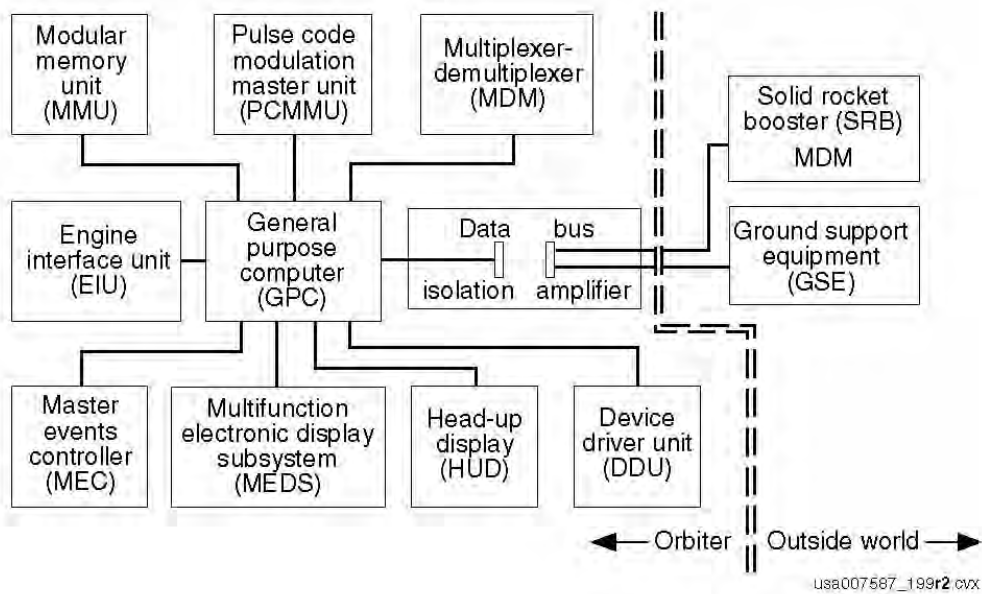 Modular
memory
unit
(MMU)
Pulse code
modulation
master unit
(PCMMU)
Multiplexer-
demultiplexer
(MDM)
Solid rocket
booster (SRB)
MDM
Engine
interface unit
(EIU)
General
purpose
computer
(GPC)
Data bus
isolation amplifier
Ground support
equipment
(GSE)
Master
events
controller
(MEC)
Multifunction
electronic display
subsystem
(MEDS)
Head-up
display
(HUD)
Device
driver unit
(DDU)
Orbiter
Outside world
usa007587_199r2.cvx